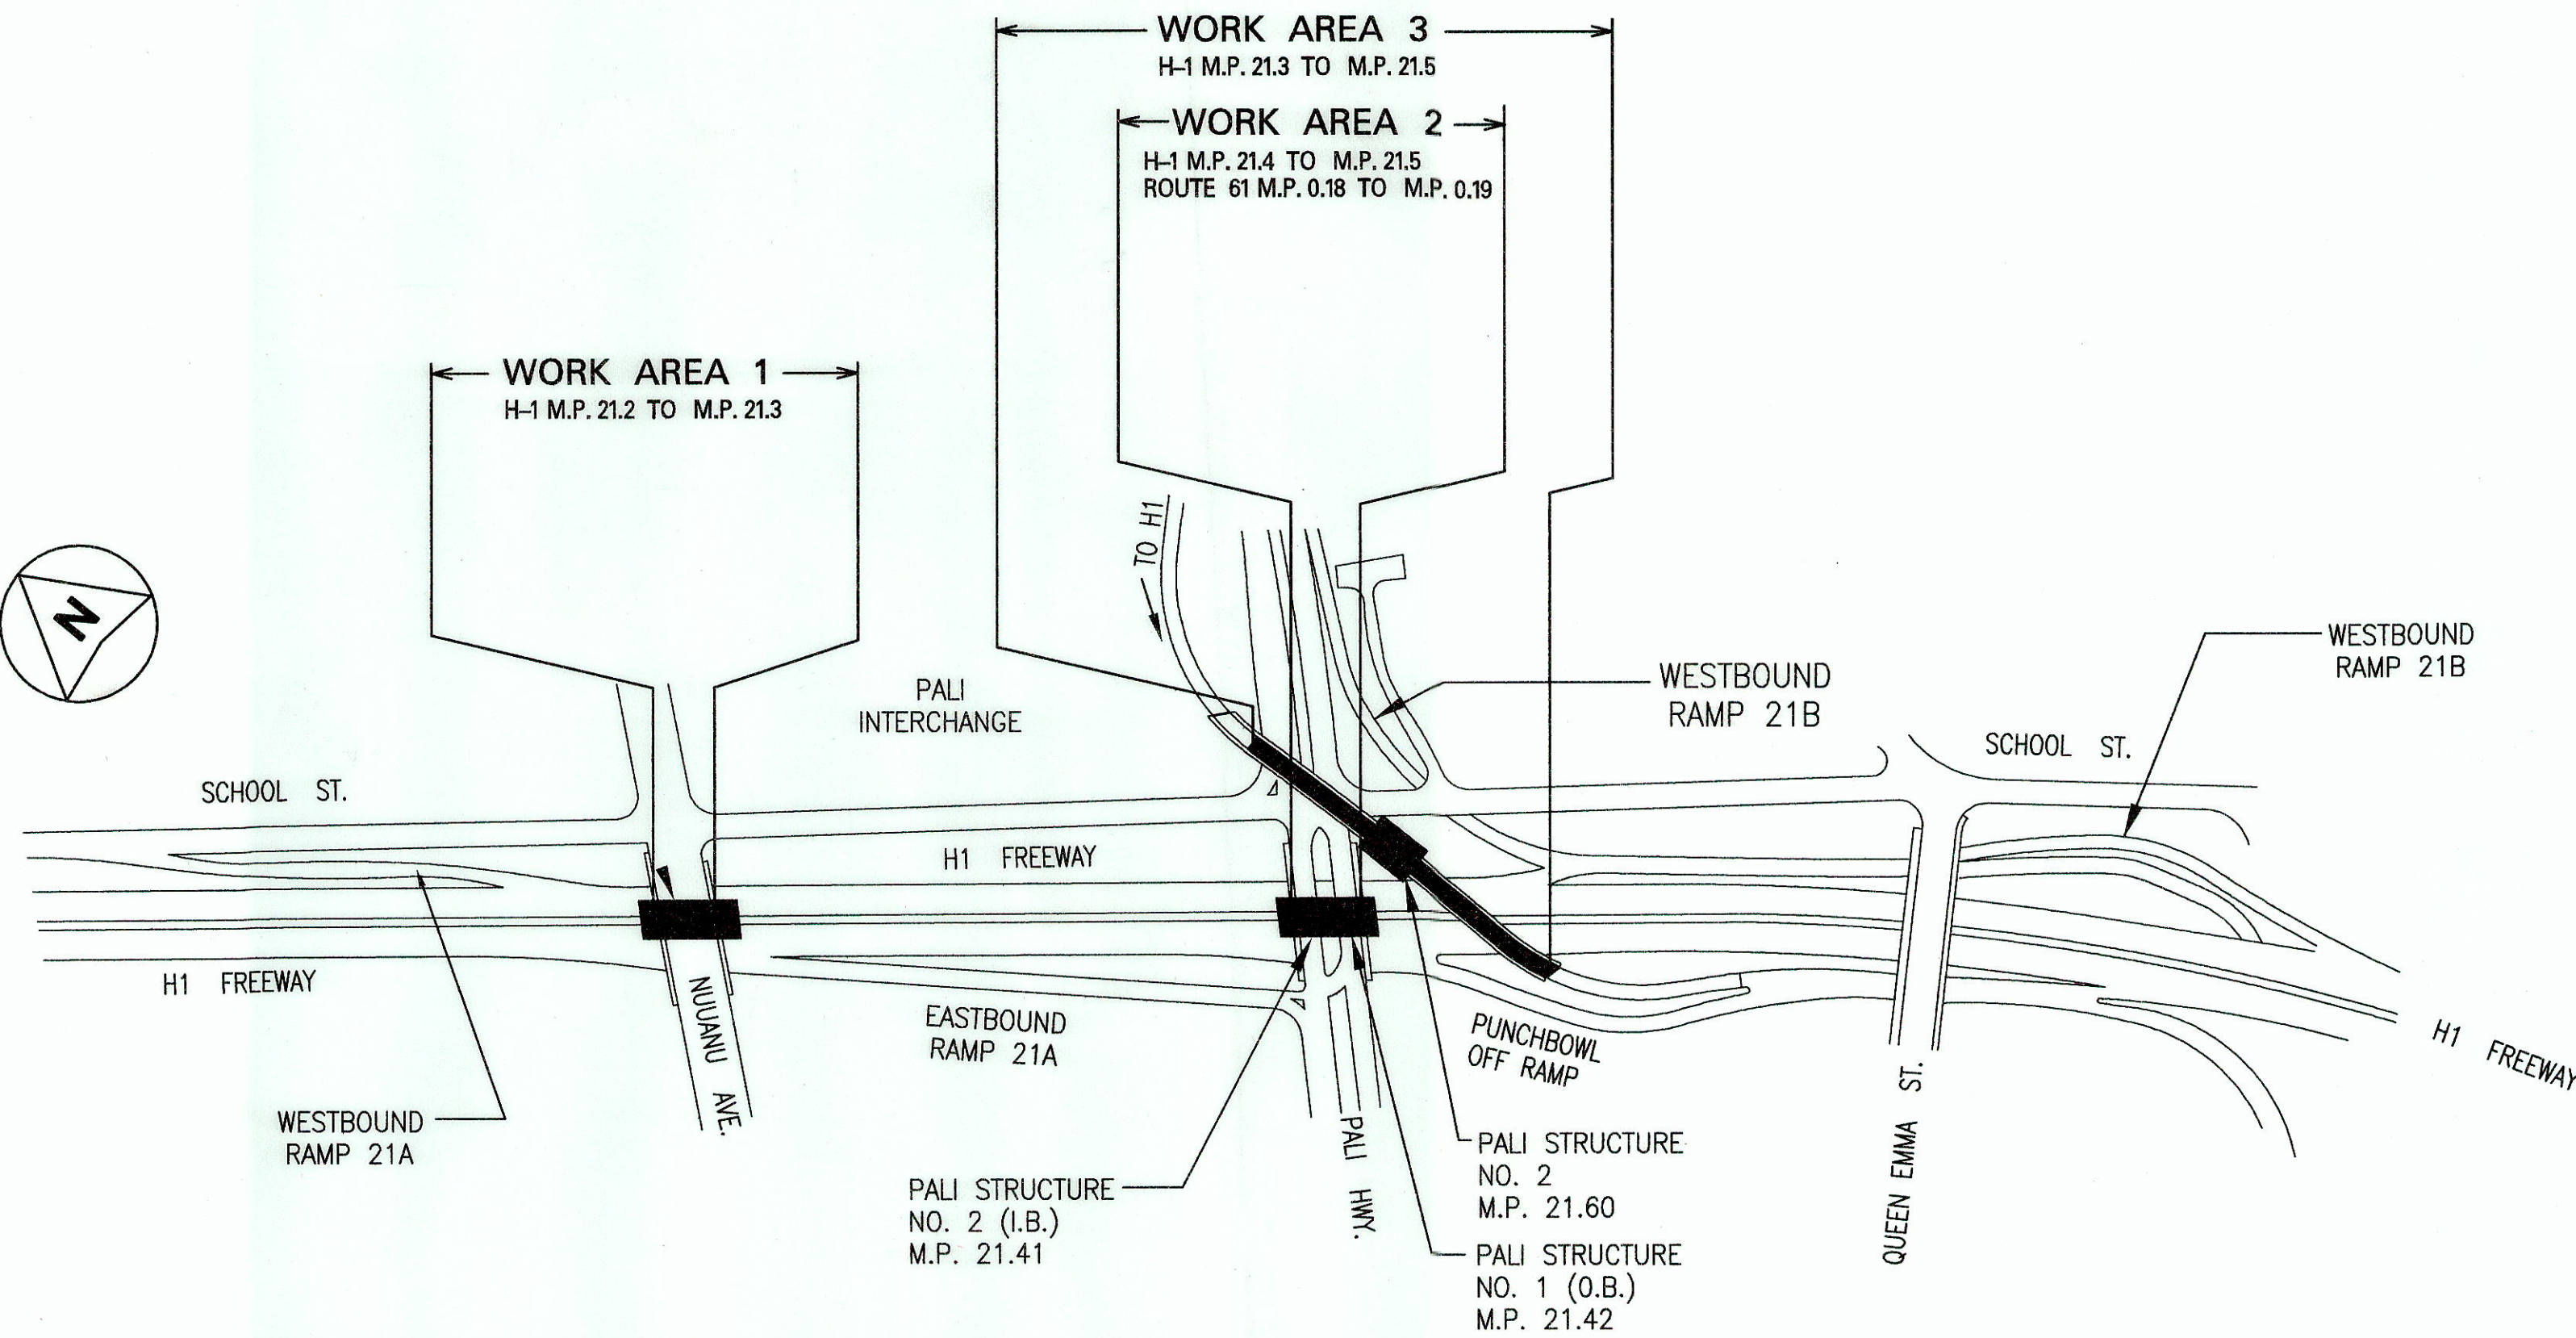 WORK AREA 3
H-1 M.P. 21.3 TO M.P. 21.5
WORK AREA 2
H-1 M.P. 21.4 TO M.P. 21.5
ROUTE 61 M.P. 0.18 TO M.P. 0.19
WORK AREA 1
H-1 M.P. 21.2 TO M.P. 21.3
TO H1
N
PALI
INTERCHANGE
WESTBOUND
RAMP 21B
WESTBOUND
RAMP 21B
SCHOOL ST.
SCHOOL ST.
H1 FREEWAY
H1 FREEWAY
NUUANU AVE.
EASTBOUND
RAMP 21A
PUNCHBOWL
OFF RAMP
H1 FREEWAY
WESTBOUND
RAMP 21A
PALI HWY.
QUEEN EMMA ST.
PALI STRUCTURE
NO. 2 (I.B.)
M.P. 21.41
PALI STRUCTURE
NO. 2
M.P. 21.60
PALI STRUCTURE
NO. 1 (O.B.)
M.P. 21.42